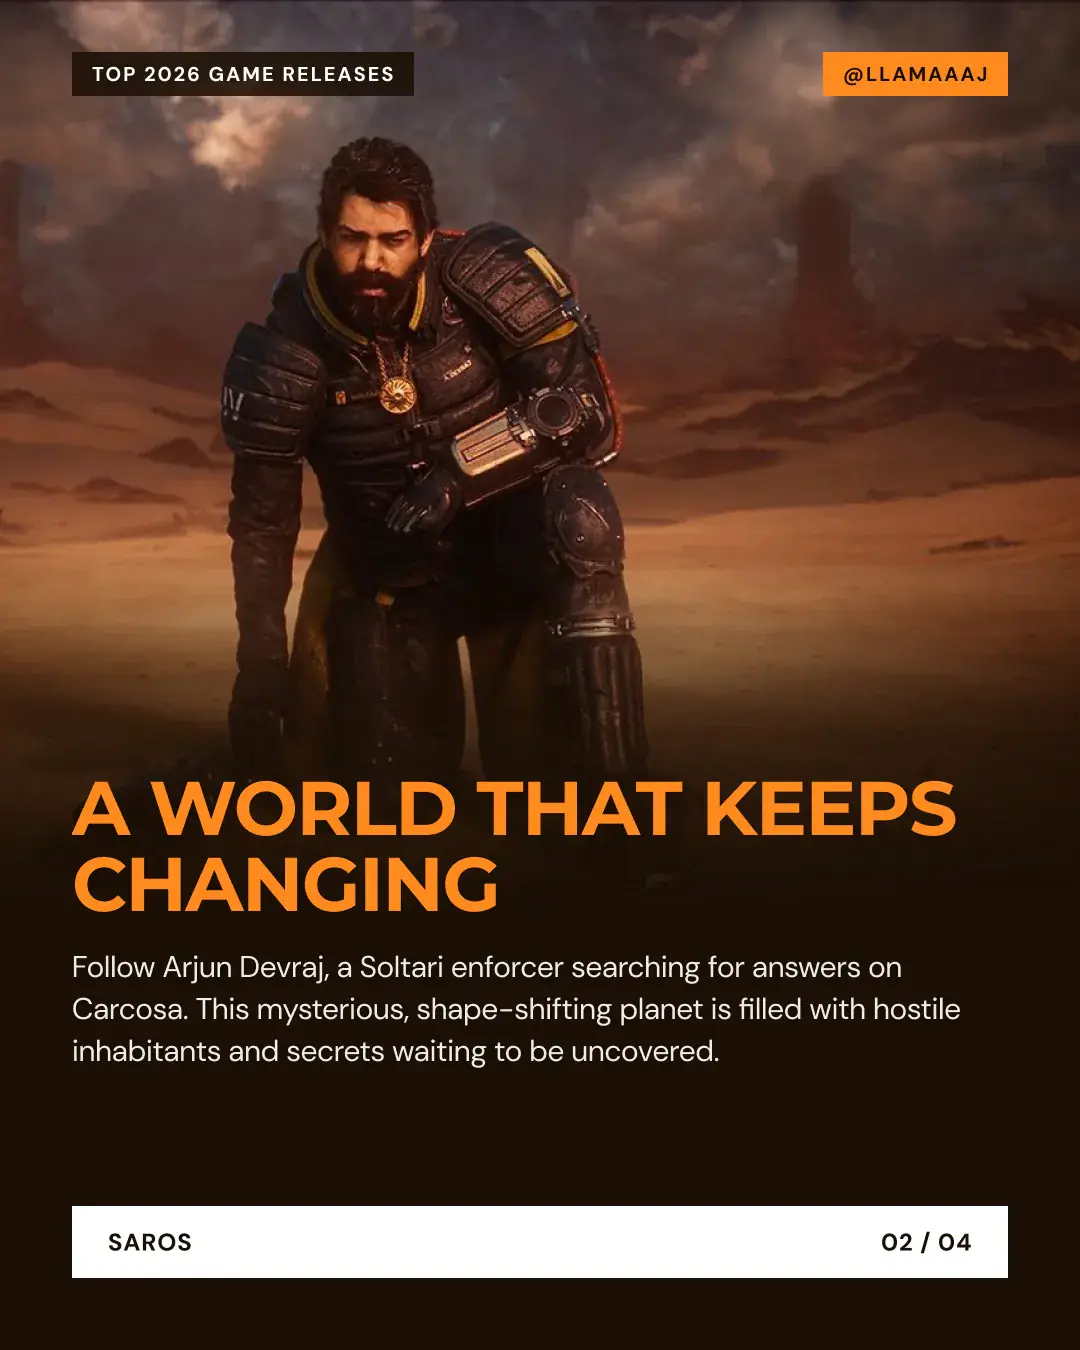 TOP 2026 GAME RELEASES
@LLAMAAAJ
A.DEVRAJ
A WORLD THAT KEEPS
CHANGING
Follow Arjun Devraj, a Soltari enforcer searching for answers on
Carcosa. This mysterious, shape-shifting planet is filled with hostile
inhabitants and secrets waiting to be uncovered.
SAROS
02 / 04